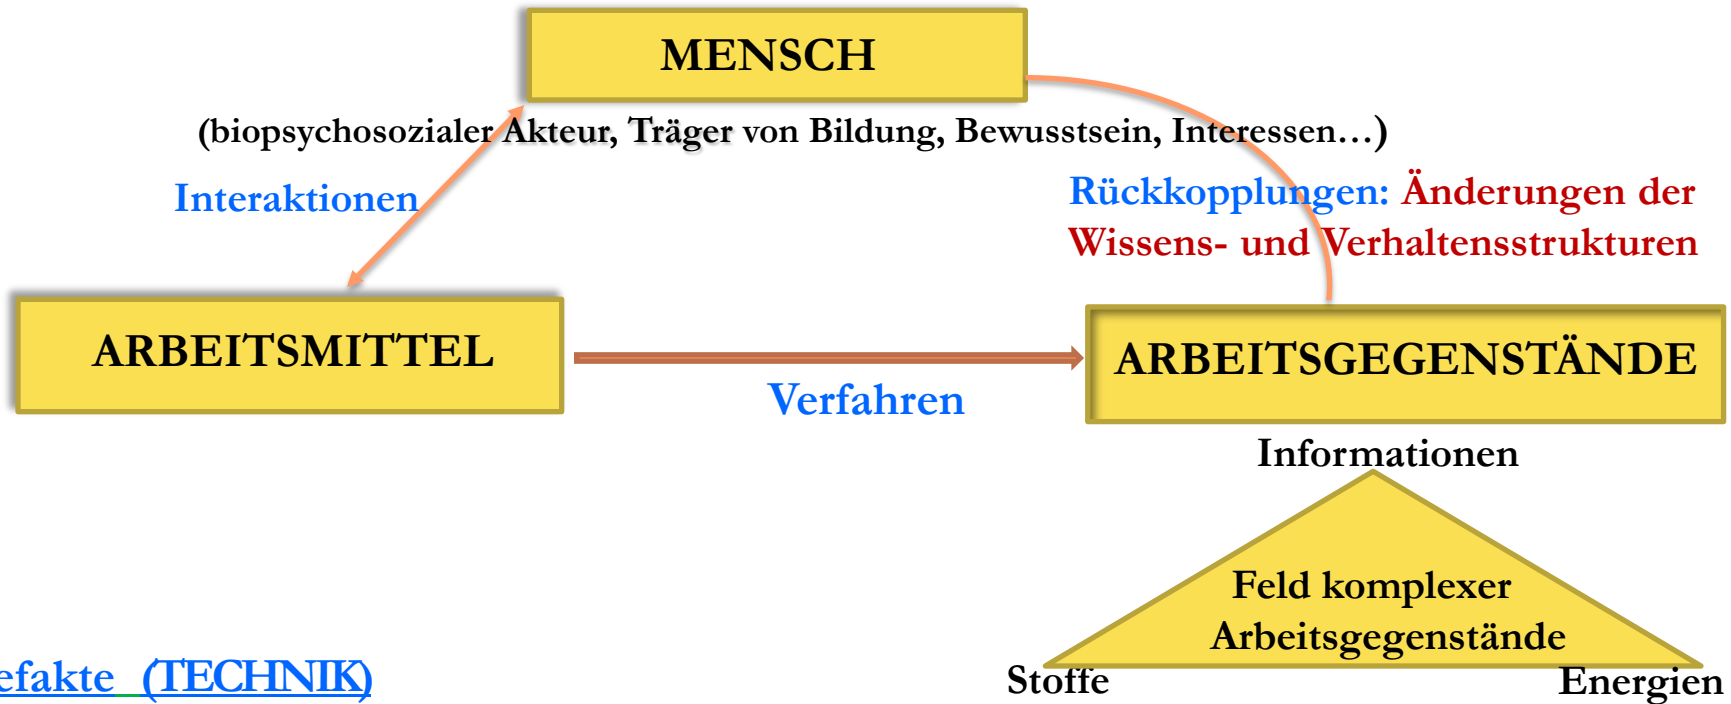 MENSCH
(biopsychosozialer Akteur, Träger von Bildung, Bewusstsein, Interessen…)
Interaktionen
Rückkopplungen: Änderungen der
Wissens- und Verhaltensstrukturen
ARBEITSMITTEL
ARBEITSGEGENSTÄNDE
Verfahren
Informationen
Feld komplexer
Arbeitsgegenstände
efakte (TECHNIK)
Stoffe
Energien